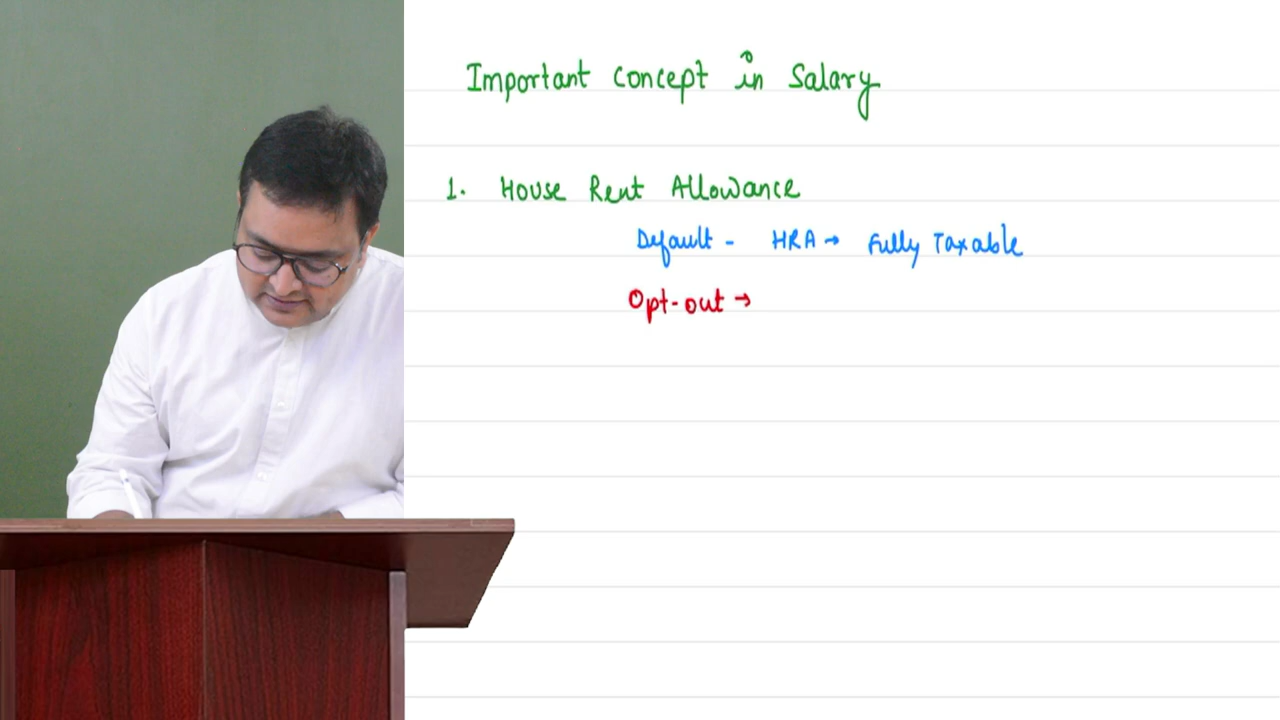 Important Concept in Salary
1. House Rent Allowance
Default - HRA → Fully Taxable
Opt-out →